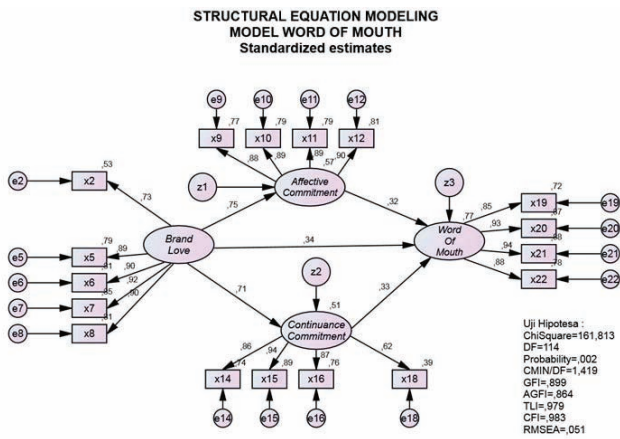 STRUCTURAL EQUATION MODELING
MODEL WORD OF MOUTH
Standardized estimates
e9 e10 e11 e12
,77 ,79 ,79 ,81
x9 x10 x11 x12
,88 ,89 ,89 ,90
,57
Affective
Commitment
z1
z3
e2 x2 ,53
,73
,75
,32
,77
Brand
Love
,34
Word
Of
Mouth
,85 x19 ,72 e19
,93 x20 ,87 e20
,94 x21 ,88 e21
,88 x22 ,78 e22
e5 x5 ,79 ,89
e6 x6 ,81 ,90
e7 x7 ,85 ,92
e8 x8 ,81 ,90
,71
z2
,33
,51
Continuance
Commitment
,86 ,94 ,87 ,62
,74 ,89 ,76 ,39
x14 x15 x16 x18
e14 e15 e16 e18
Uji Hipotesa :
ChiSquare=161,813
DF=114
Probability=,002
CMIN/DF=1,419
GFI=,899
AGFI=,864
TLI=,979
CFI=,983
RMSEA=,051